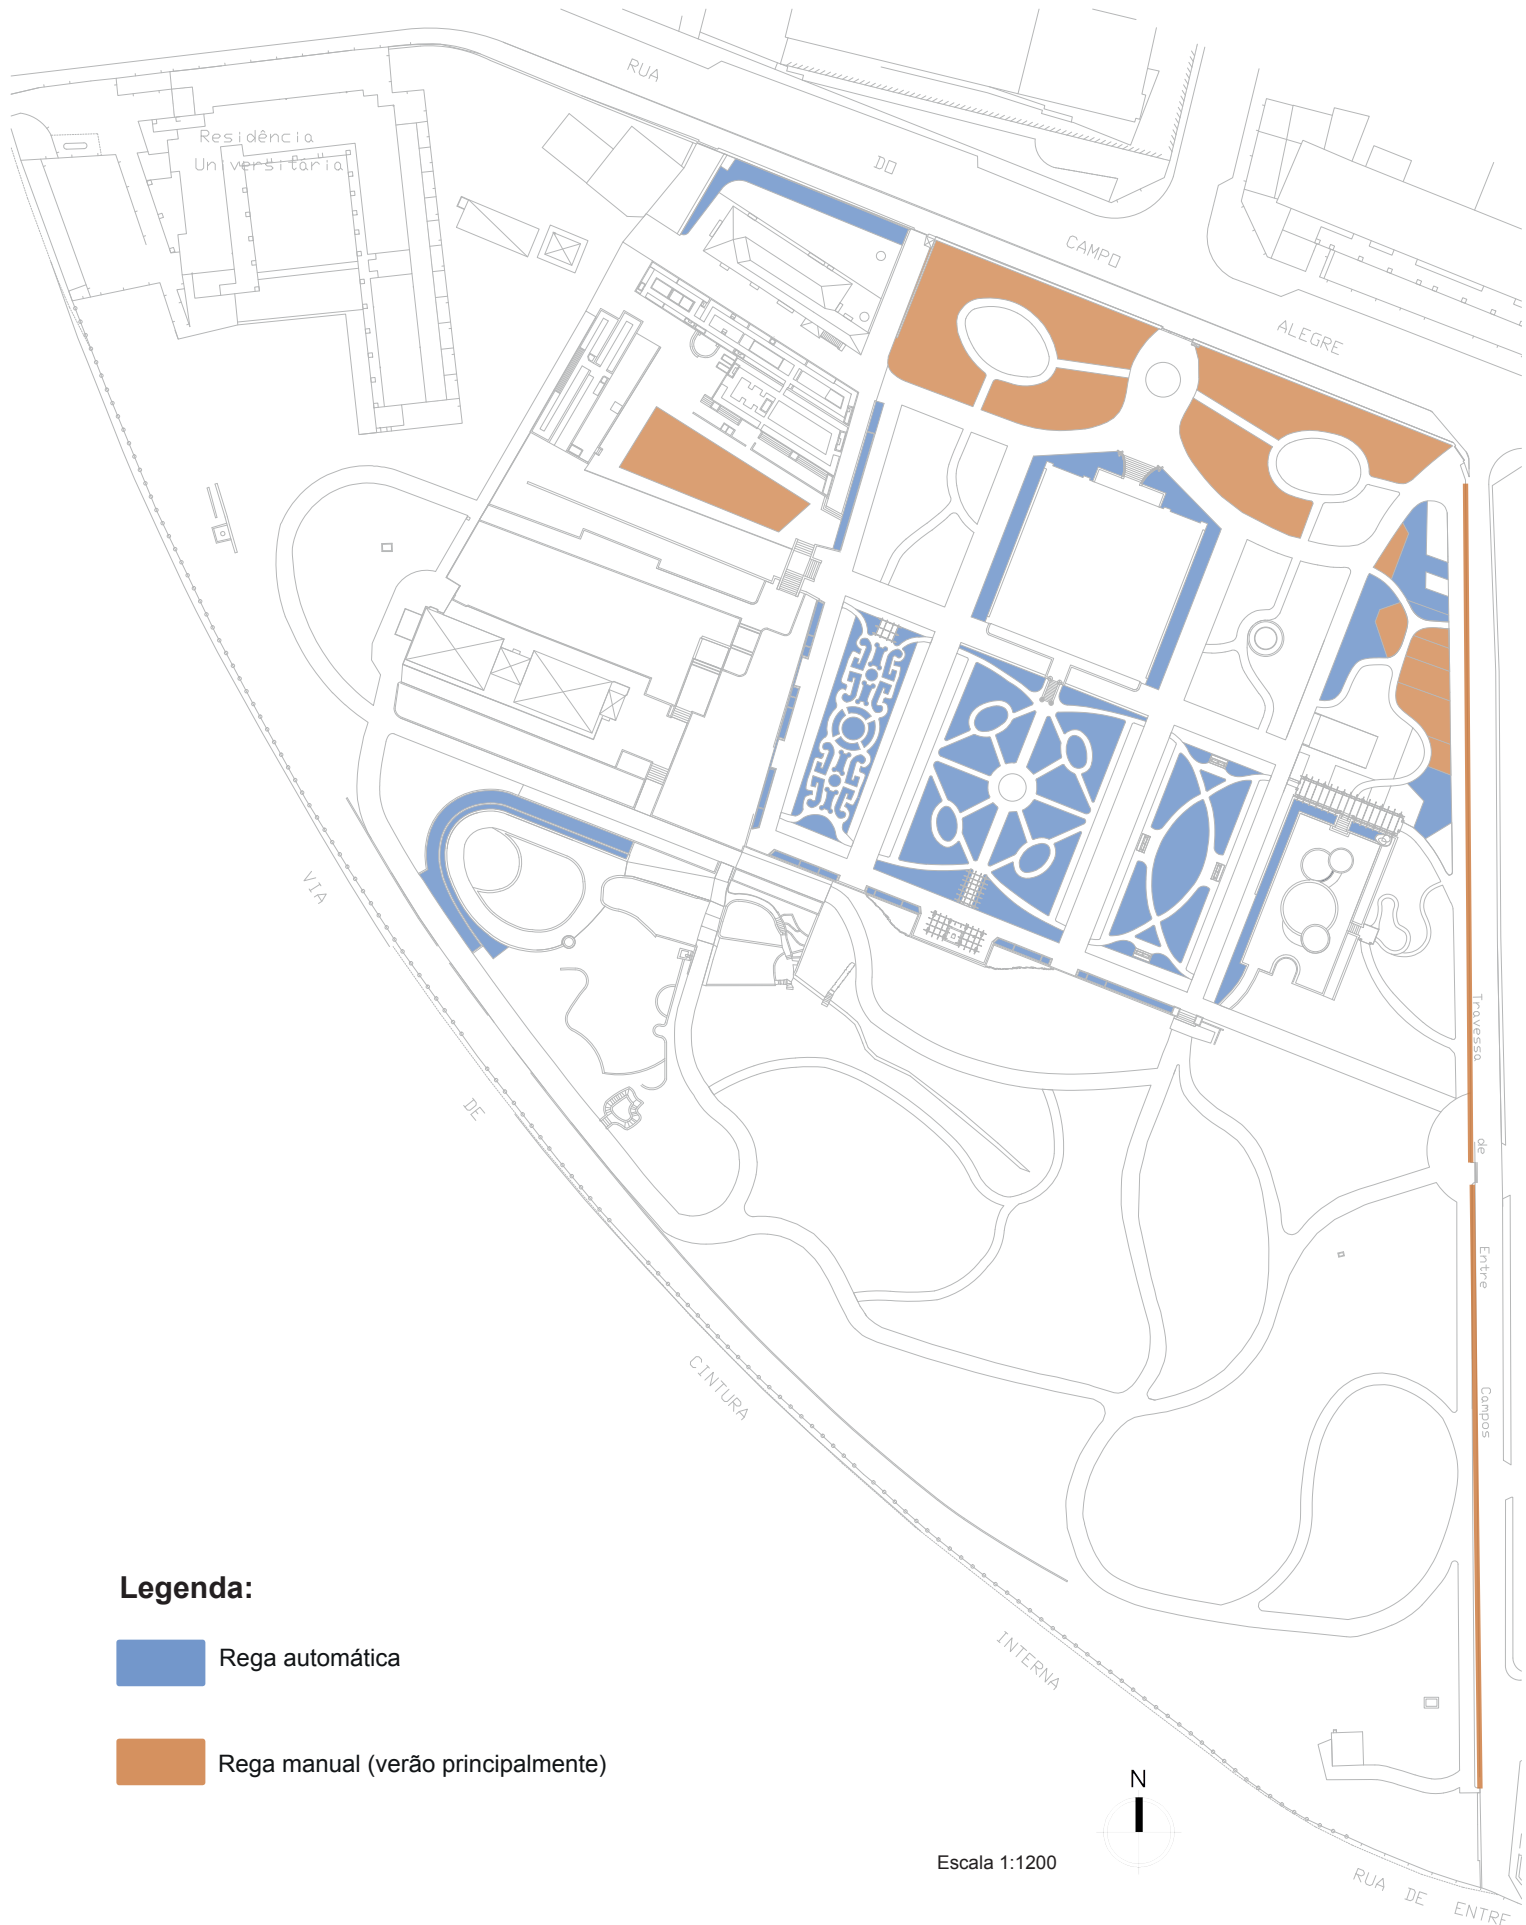 RUA
DO
CAMPO
ALEGRE
Residência
Universitária
VIA
DE
CINTURA
INTERNA
Travessa
de
Entre
Campos
Legenda:
Rega automática
Rega manual (verão principalmente)
N
Escala 1:1200
RUA DE ENTRE